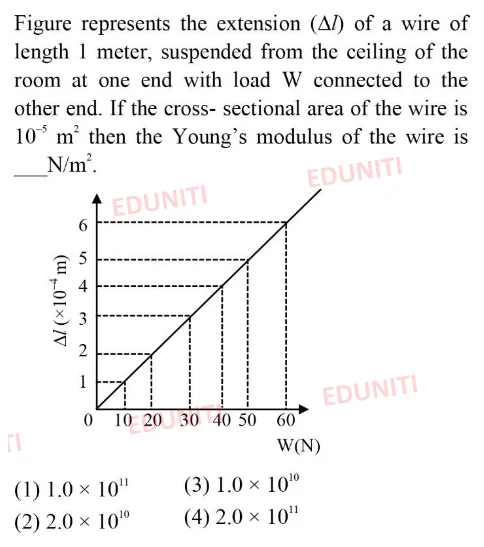 Figure represents the extension (Δl) of a wire of
length 1 meter, suspended from the ceiling of the
room at one end with load W connected to the
other end. If the cross- sectional area of the wire is
10⁻⁵ m² then the Young's modulus of the wire is
___N/m².
EDUNITI
EDUNITI
6
5
4
3
2
1
Δl (×10⁻⁴ m)
0 10 20 30 40 50 60
EDUNITI
EDUNITI
TI
W(N)
(1) 1.0 × 10¹¹ (3) 1.0 × 10¹⁰
(2) 2.0 × 10¹⁰ (4) 2.0 × 10¹¹